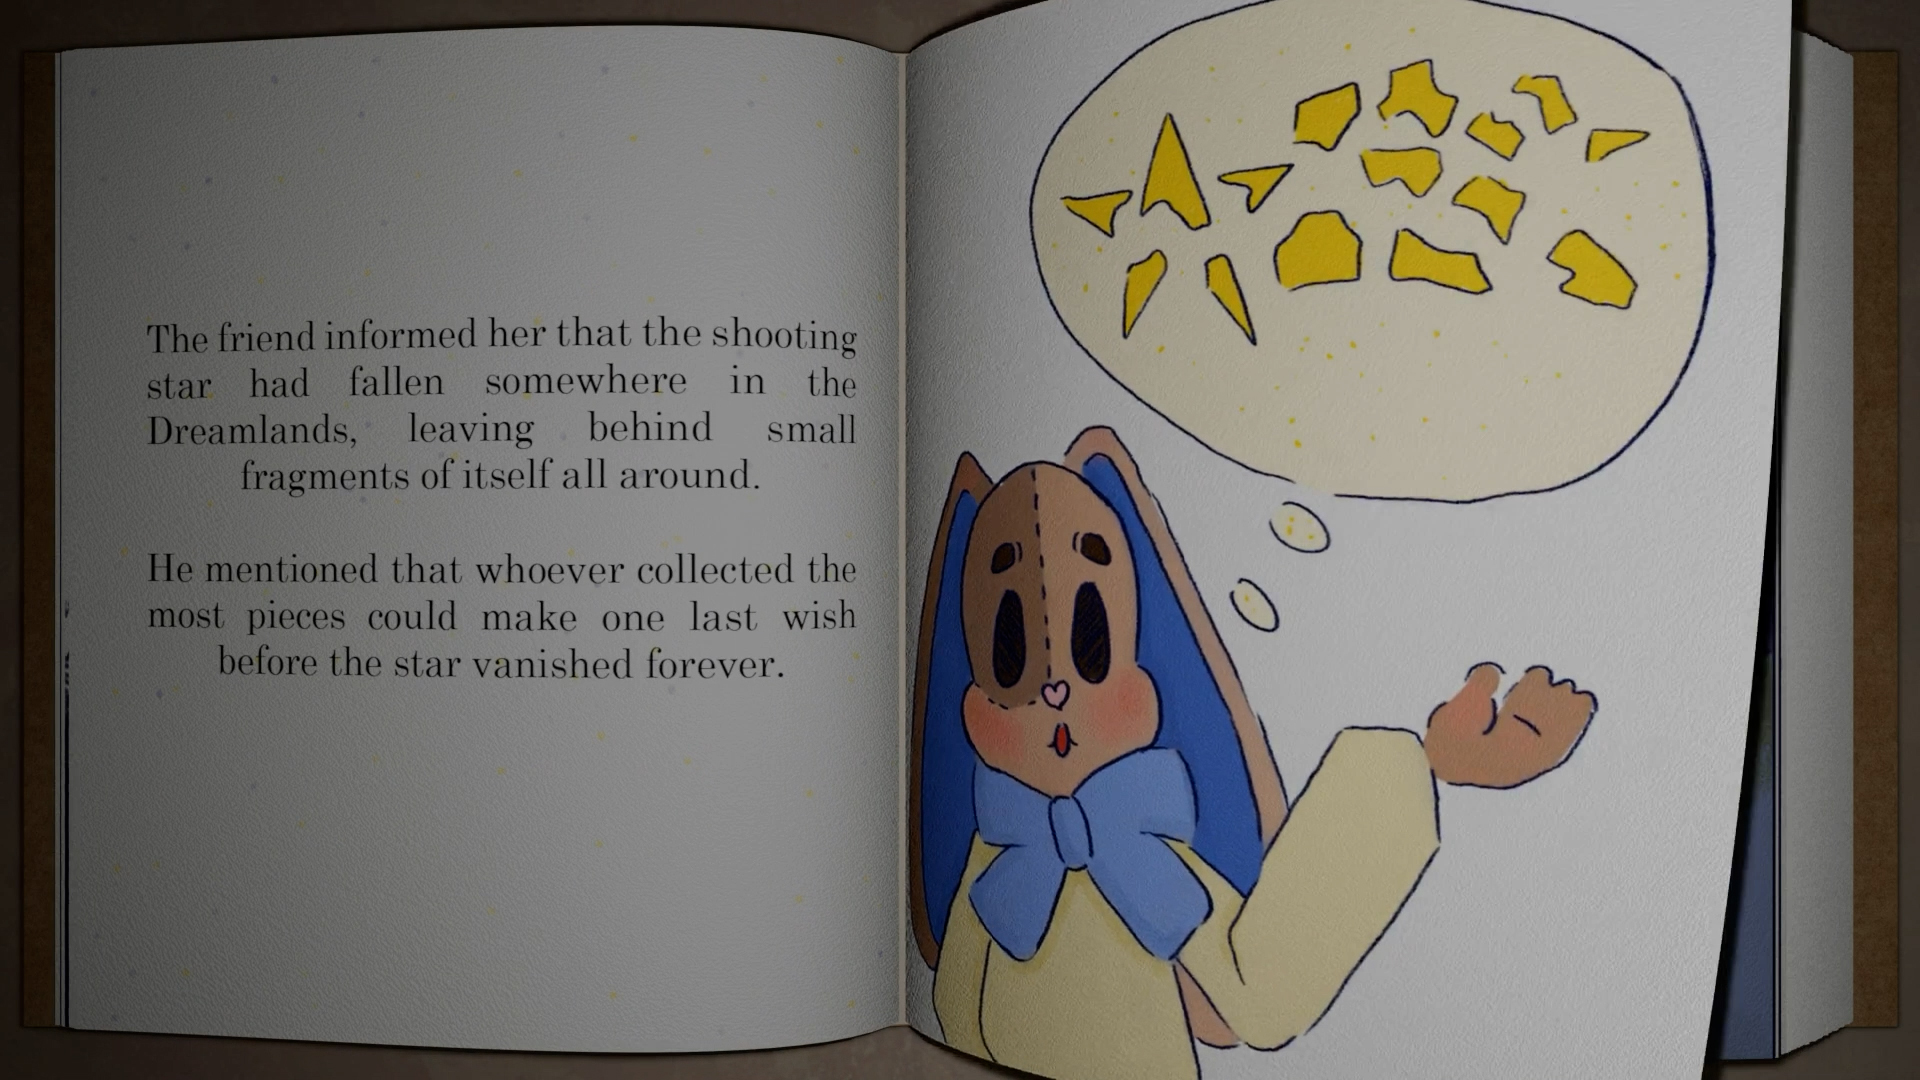 The friend informed her that the shooting
star had fallen somewhere in the
Dreamlands, leaving behind small
fragments of itself all around.
He mentioned that whoever collected the
most pieces could make one last wish
before the star vanished forever.